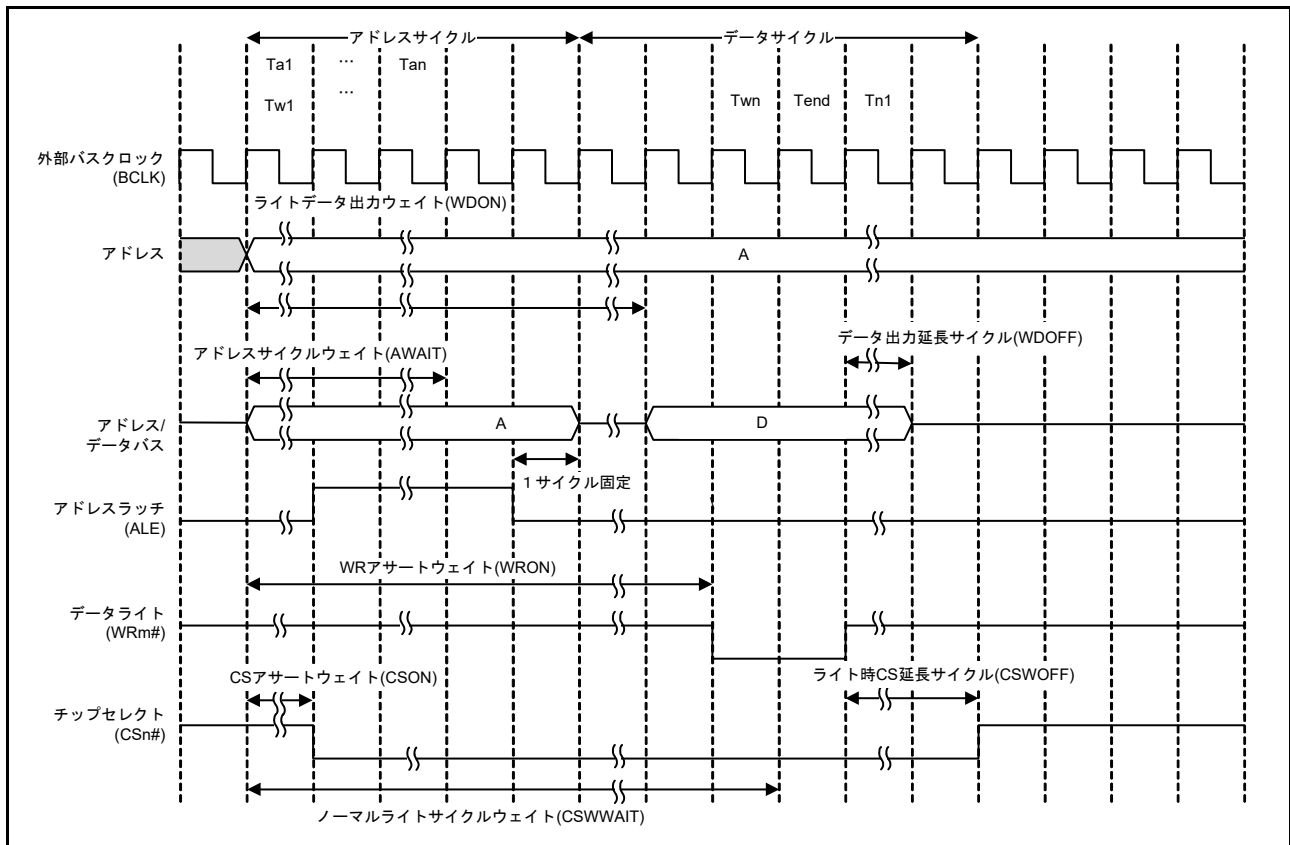 アドレスサイクル データサイクル
Ta1 … Tan
Tw1 … Twn Tend Tn1
外部バスクロック
(BCLK)
ライトデータ出力ウェイト(WDON)
アドレス A
データ出力延長サイクル(WDOFF)
アドレスサイクルウェイト(AWAIT)
アドレス/
データバス A D
1サイクル固定
アドレスラッチ
(ALE)
WRアサートウェイト(WRON)
データライト
(WRm#)
CSアサートウェイト(CSON) ライト時CS延長サイクル(CSWOFF)
チップセレクト
(CSn#)
ノーマルライトサイクルウェイト(CSWWAIT)